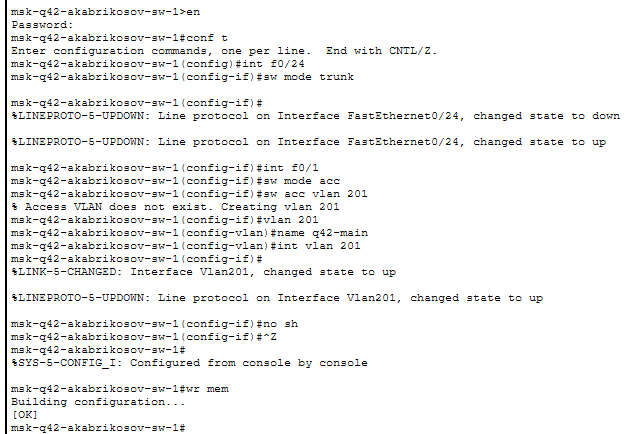 msk-q42-akabrikosov-sw-1>en
Password:
msk-q42-akabrikosov-sw-1#conf t
Enter configuration commands, one per line.  End with CNTL/Z.
msk-q42-akabrikosov-sw-1(config)#int f0/24
msk-q42-akabrikosov-sw-1(config-if)#sw mode trunk
msk-q42-akabrikosov-sw-1(config-if)#
%LINEPROTO-5-UPDOWN: Line protocol on Interface FastEthernet0/24, changed state to down
%LINEPROTO-5-UPDOWN: Line protocol on Interface FastEthernet0/24, changed state to up
msk-q42-akabrikosov-sw-1(config-if)#int f0/1
msk-q42-akabrikosov-sw-1(config-if)#sw mode acc
msk-q42-akabrikosov-sw-1(config-if)#sw acc vlan 201
% Access VLAN does not exist. Creating vlan 201
msk-q42-akabrikosov-sw-1(config-if)#vlan 201
msk-q42-akabrikosov-sw-1(config-vlan)#name q42-main
msk-q42-akabrikosov-sw-1(config-vlan)#int vlan 201
msk-q42-akabrikosov-sw-1(config-if)#
%LINK-5-CHANGED: Interface Vlan201, changed state to up
%LINEPROTO-5-UPDOWN: Line protocol on Interface Vlan201, changed state to up
msk-q42-akabrikosov-sw-1(config-if)#no sh
msk-q42-akabrikosov-sw-1(config-if)#^Z
msk-q42-akabrikosov-sw-1#
%SYS-5-CONFIG_I: Configured from console by console
msk-q42-akabrikosov-sw-1#wr mem
Building configuration...
[OK]
msk-q42-akabrikosov-sw-1#